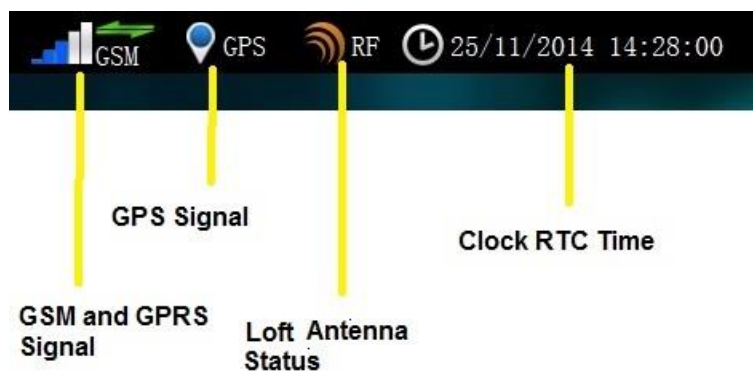 GSM GPS RF 25/11/2014 14:28:00
GPS Signal
Clock RTC Time
GSM and GPRS
Signal
Loft Antenna
Status